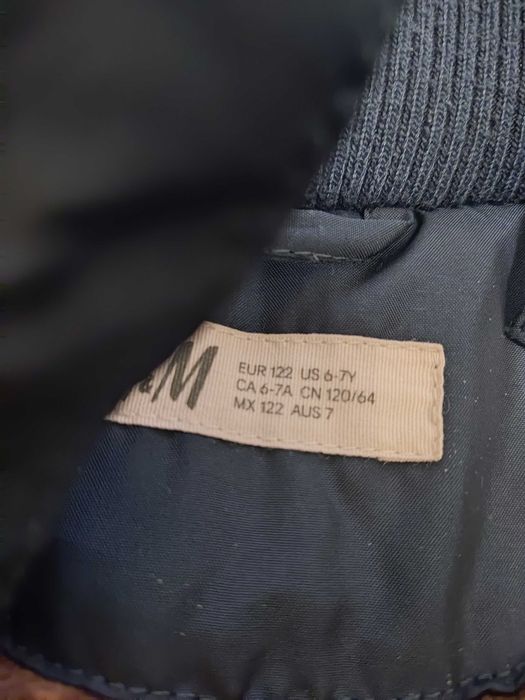 &M
EUR 122 US 6-7Y
CA 6-7A CN 120/64
MX 122 AUS 7